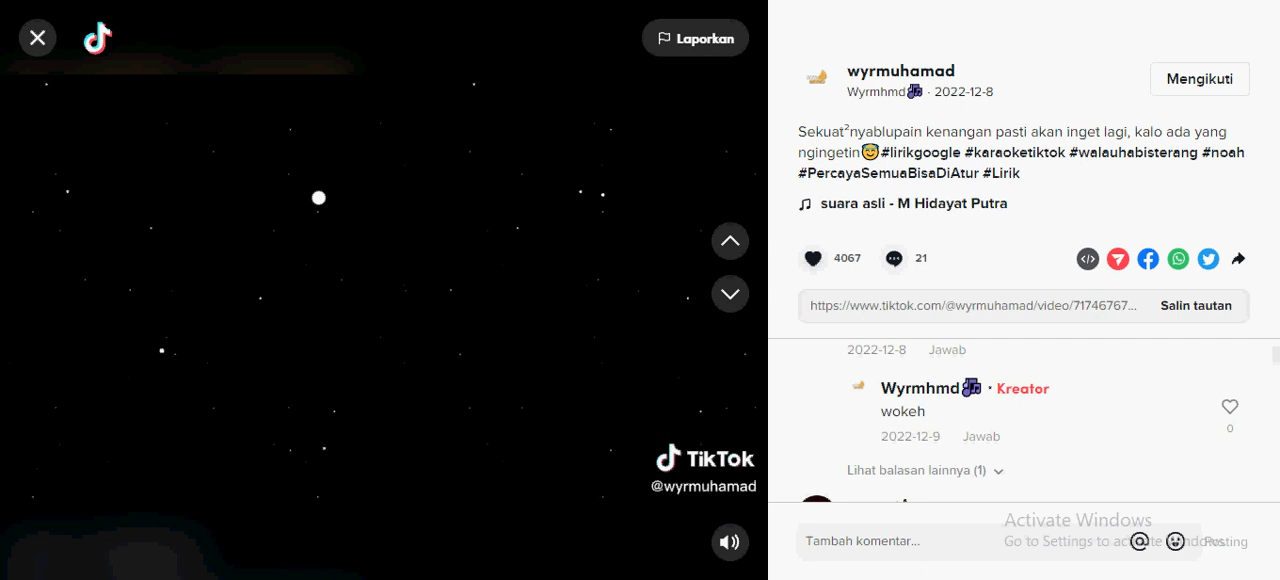 Laporkan
TikTok
@wyrmuhamad
wyrmuhamad
Wyrmhmd · 2022-12-8
Mengikuti
Sekuat²nyablupain kenangan pasti akan inget lagi, kalo ada yang
ngingetin😇#lirikgoogle #karaoketiktok #walauhabisterang #noah
#PercayaSemuaBisaDiAtur #Lirik
suara asli - M Hidayat Putra
4067
21
https://www.tiktok.com/@wyrmuhamad/video/71746767...
Salin tautan
2022-12-8 Jawab
Wyrmhmd · Kreator
wokeh
0
2022-12-9 Jawab
Lihat balasan lainnya (1)
Activate Windows
Go to Settings to activate Windows.
Tambah komentar...
Posting